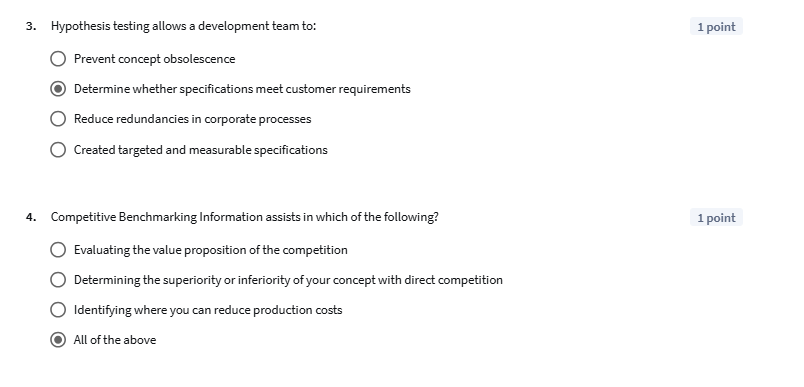 3. Hypothesis testing allows a development team to: 1 point
Prevent concept obsolescence
Determine whether specifications meet customer requirements
Reduce redundancies in corporate processes
Created targeted and measurable specifications
4. Competitive Benchmarking Information assists in which of the following? 1 point
Evaluating the value proposition of the competition
Determining the superiority or inferiority of your concept with direct competition
Identifying where you can reduce production costs
All of the above